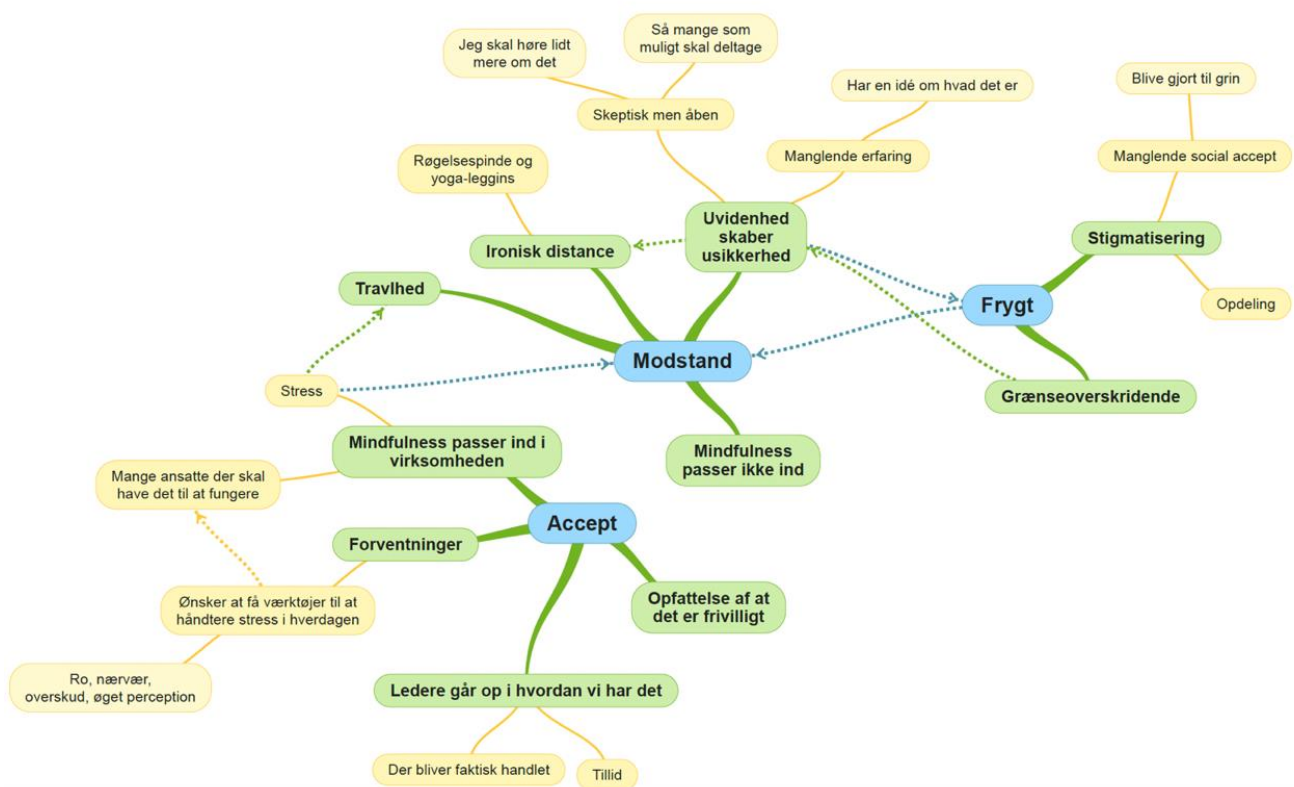 Jeg skal høre lidt
mere om det
Så mange som
muligt skal deltage
Skeptisk men åben
Har en idé om hvad det er
Manglende erfaring
Blive gjort til grin
Manglende social accept
Røgelsespinde og
yoga-leggins
Uvidenhed
skaber
usikkerhed
Ironisk distance
Stigmatisering
Travlhed
Frygt
Opdeling
Modstand
Stress
Grænseoverskridende
Mindfulness passer ind i
virksomheden
Mindfulness
passer ikke ind
Mange ansatte der skal
have det til at fungere
Accept
Forventninger
Ønsker at få værktøjer til at
håndtere stress i hverdagen
Opfattelse af at
det er frivilligt
Ro, nærvær,
overskud, øget perception
Ledere går op i hvordan vi har det
Der bliver faktisk handlet
Tillid